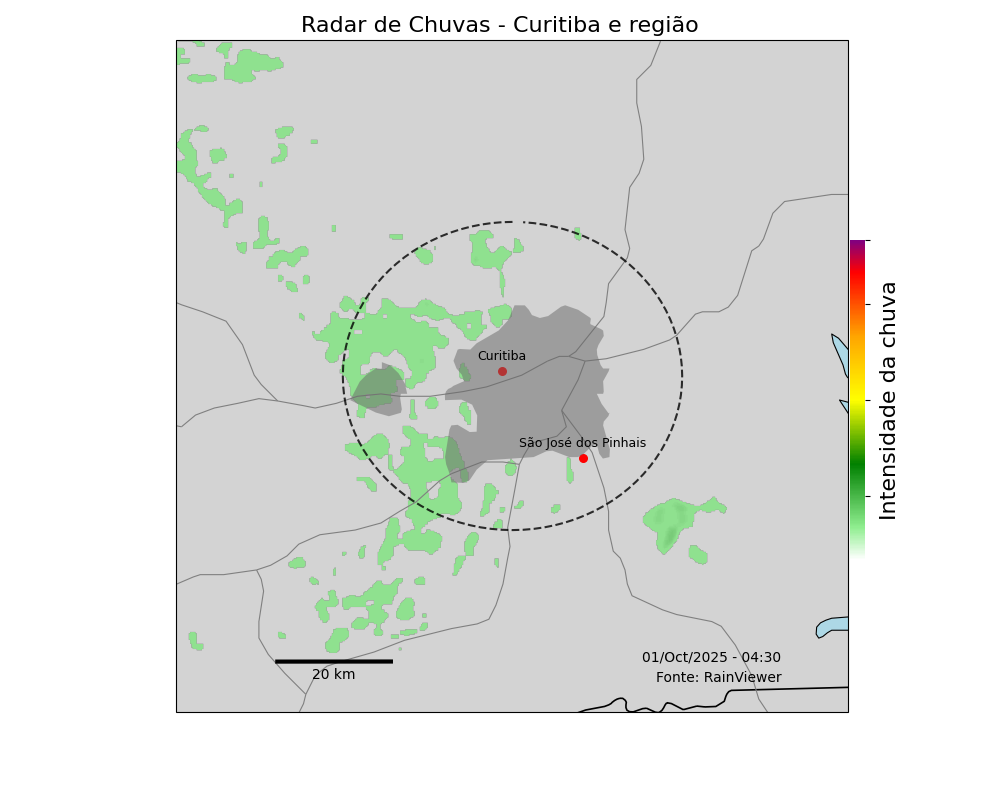 Radar de Chuvas - Curitiba e região
Curitiba
São José dos Pinhais
Intensidade da chuva
20 km
01/Oct/2025 - 04:30
Fonte: RainViewer